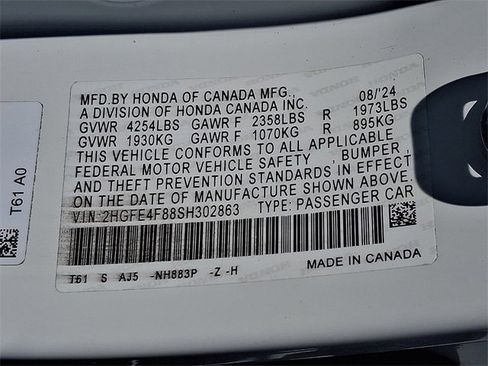 MFD.BY HONDA OF CANADA MFG., 08/'24
A DIVISION OF HONDA CANADA INC.
GVWR 4254LBS GAWR F 2358LBS R 1973LBS
GVWR 1930KG GAWR F 1070KG R 895KG
THIS VEHICLE CONFORMS TO ALL APPLICABLE
FEDERAL MOTOR VEHICLE SAFETY , BUMPER ,
AND THEFT PREVENTION STANDARDS IN EFFECT
ON THE DATE OF MANUFACTURE SHOWN ABOVE.
V.I.N: 2HGFE4F88SH302863 TYPE: PASSENGER CAR
T61 S AJ5 -NH883P -Z -H
MADE IN CANADA
T61 A0